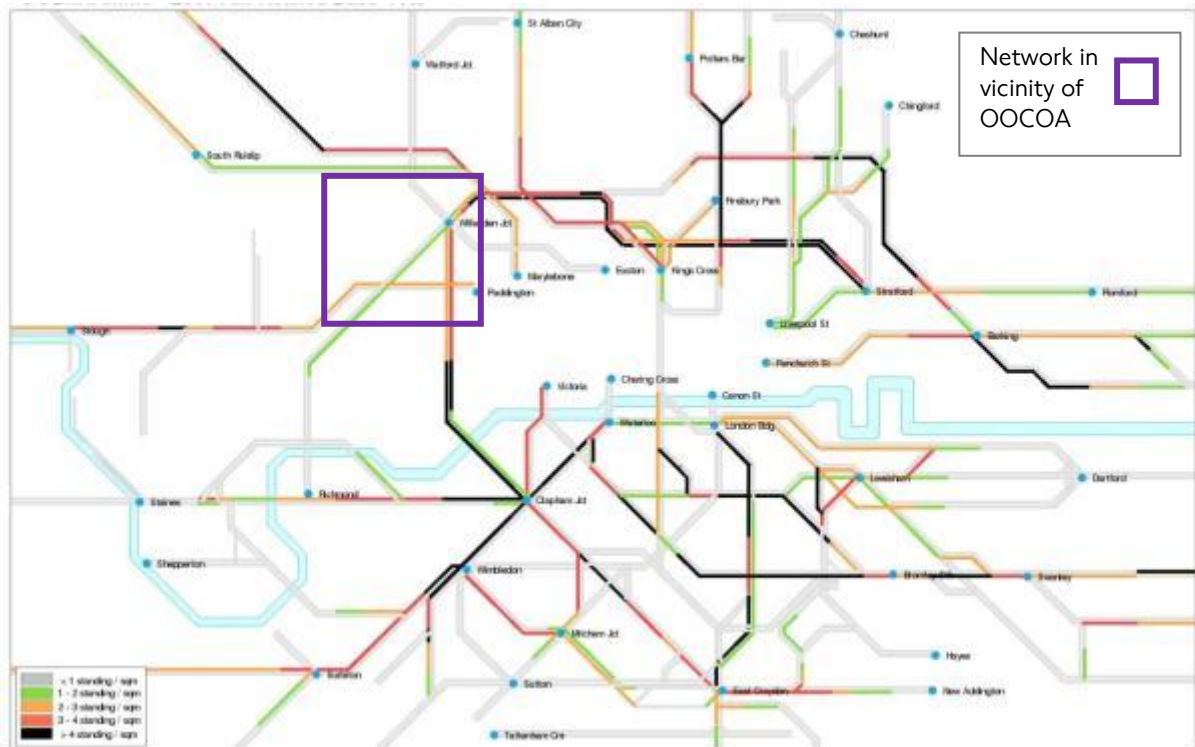 St Alban City
Cheshunt
Watford Jct
Potters Bar
Network in
vicinity of
OOCOA
Chingford
South Ruislip
Finsbury Park
Willesden Jct
Marylebone
Euston
Kings Cross
Paddington
Stratford
Romford
Slough
Liverpool St
Barking
Fenchurch St
Victoria
Charing Cross
Canon St
Waterloo
London Bdg
Staines
Richmond
Clapham Jct
Lewisham
Dartford
Shepperton
Wimbledon
Swanley
Mitcham Jct
Hayes
Surbiton
Sutton
East Croydon
New Addington
Tattenham Crn
< 1 standing / sqm
1 - 2 standing / sqm
2 - 3 standing / sqm
3 - 4 standing / sqm
> 4 standing / sqm